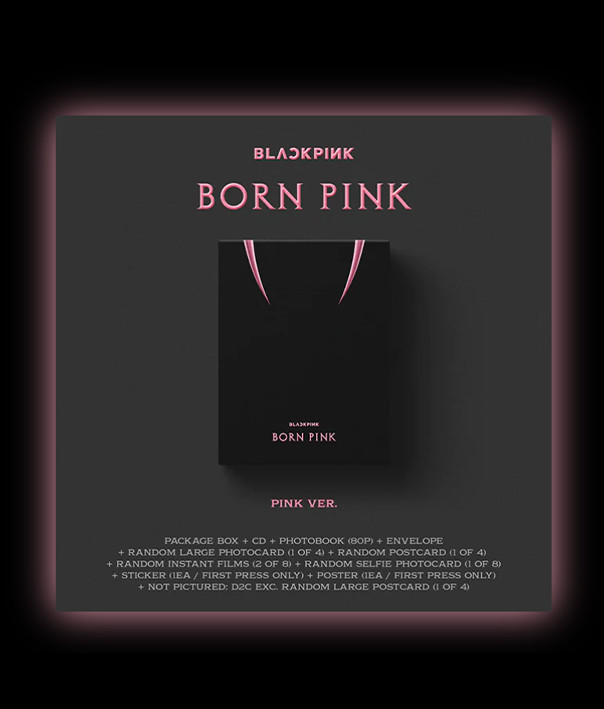 BLɅƆKPIИK
BORN PINK
BLɅƆKPIИK
BORN PINK
PINK VER.
PACKAGE BOX + CD + PHOTOBOOK (80P) + ENVELOPE
+ RANDOM LARGE PHOTOCARD (1 OF 4) + RANDOM POSTCARD (1 OF 4)
+ RANDOM INSTANT FILMS (2 OF 8) + RANDOM SELFIE PHOTOCARD (1 OF 8)
+ STICKER (1EA / FIRST PRESS ONLY) + POSTER (1EA / FIRST PRESS ONLY)
+ NOT PICTURED: D2C EXC. RANDOM LARGE POSTCARD (1 OF 4)